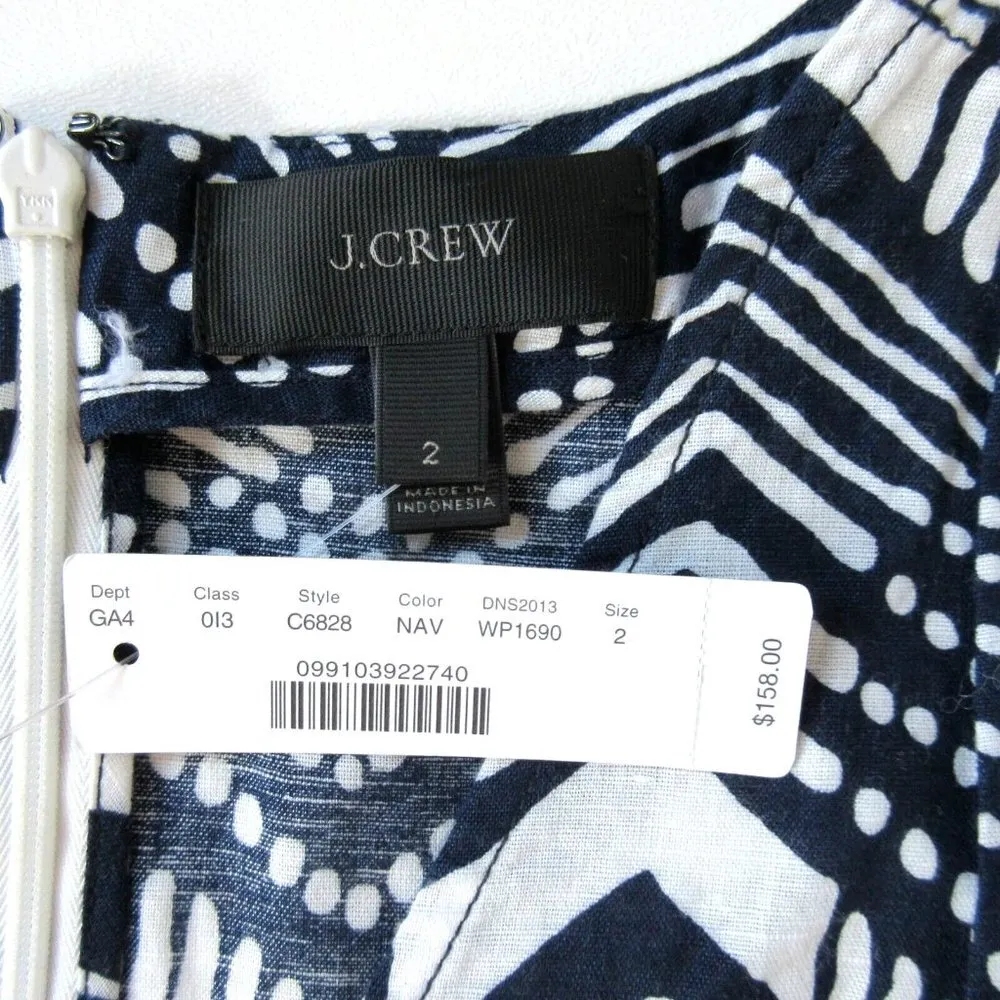 YKK
J.CREW
2
MADE IN
INDONESIA
Dept Class Style Color DNS2013 Size
GA4 0I3 C6828 NAV WP1690 2
099103922740
$158.00